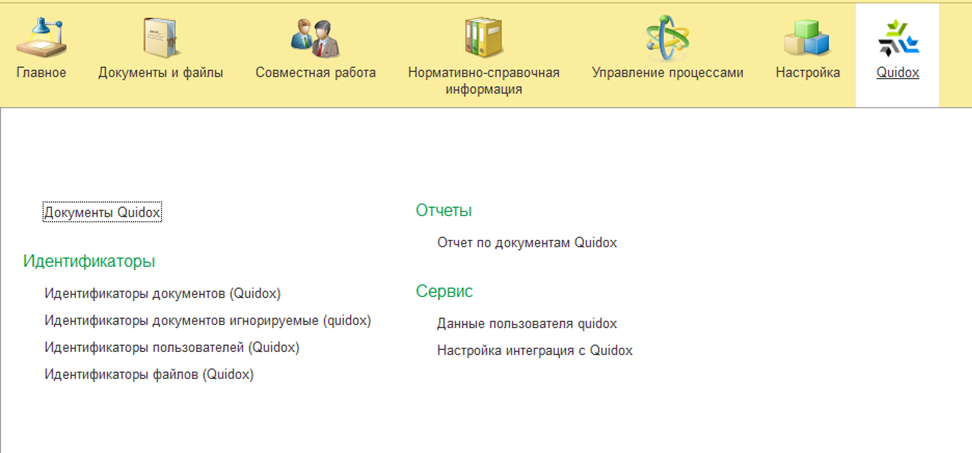 Главное
Документы и файлы
Совместная работа
Нормативно-справочная
информация
Управление процессами
Настройка
Quidox
Документы Quidox
Идентификаторы
Идентификаторы документов (Quidox)
Идентификаторы документов игнорируемые (quidox)
Идентификаторы пользователей (Quidox)
Идентификаторы файлов (Quidox)
Отчеты
Отчет по документам Quidox
Сервис
Данные пользователя quidox
Настройка интеграция с Quidox